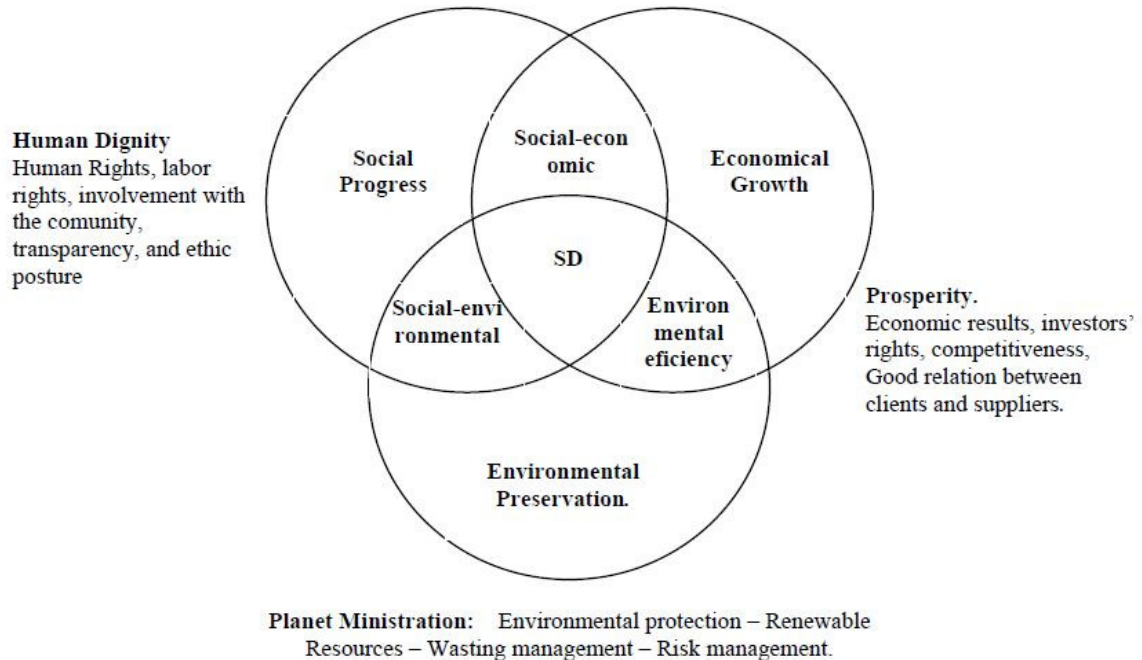 Human Dignity
Human Rights, labor
rights, involvement with
the comunity,
transparency, and ethic
posture
Social
Progress
Social-econ
omic
Economical
Growth
SD
Social-envi
ronmental
Environ
mental
eficiency
Prosperity.
Economic results, investors’
rights, competitiveness,
Good relation between
clients and suppliers.
Environmental
Preservation.
Planet Ministration: Environmental protection – Renewable
Resources – Wasting management – Risk management.